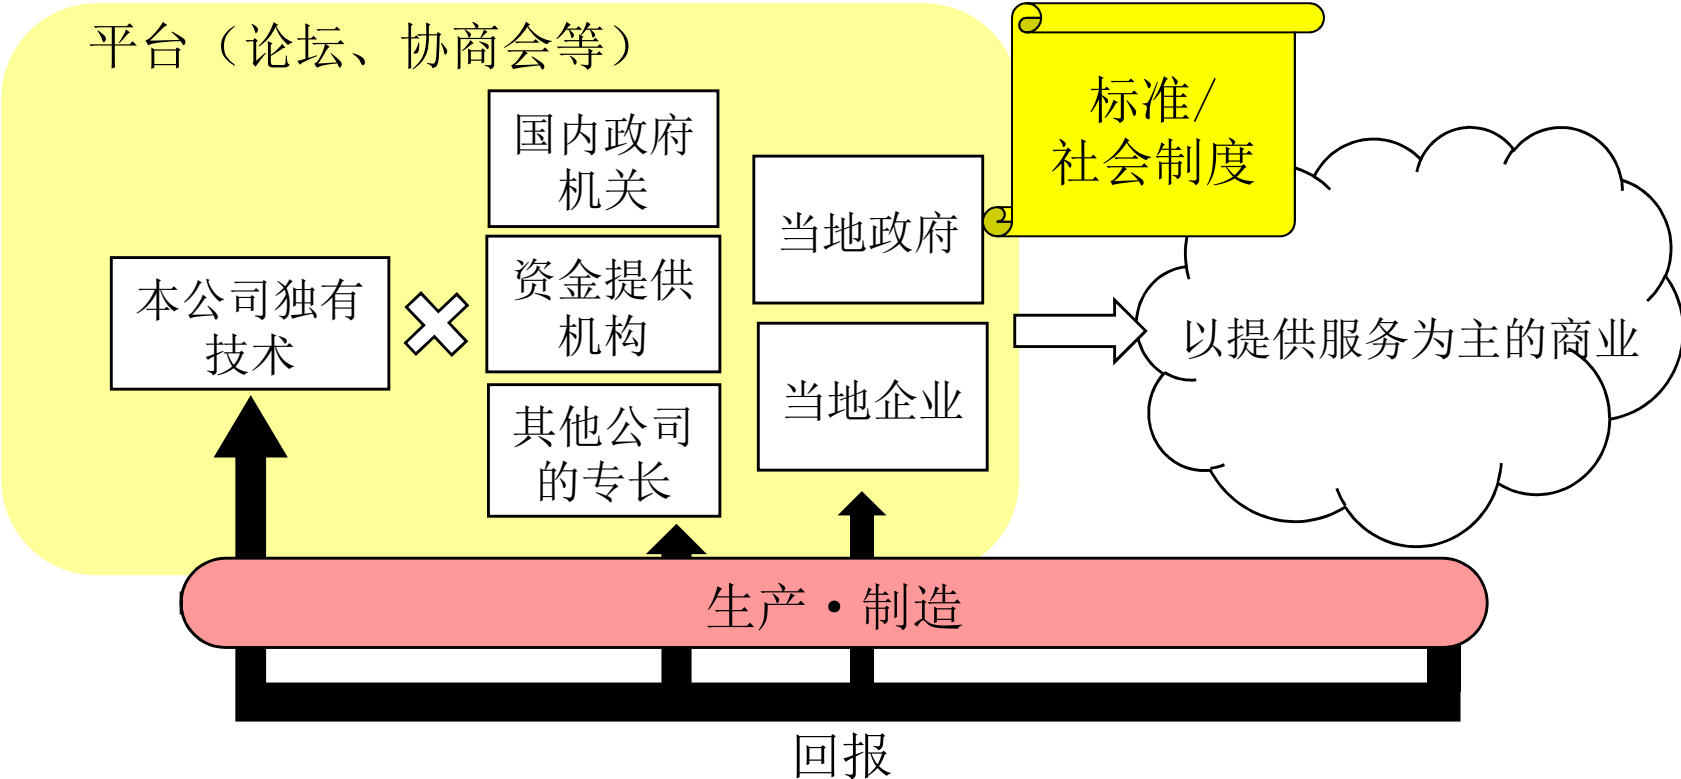 平台（论坛、协商会等）
标准/
社会制度
国内政府
机关
当地政府
本公司独有
技术
资金提供
机构
以提供服务为主的商业
当地企业
其他公司
的专长
生产·制造
回报